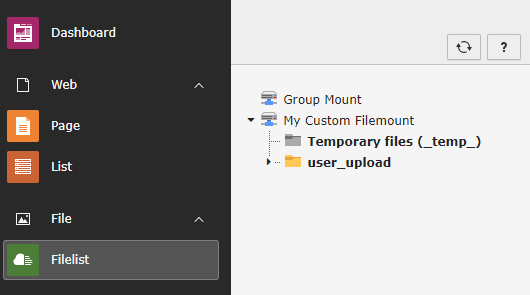 Dashboard
Web
Page
List
File
Filelist
?
Group Mount
My Custom Filemount
Temporary files (_temp_)
user_upload